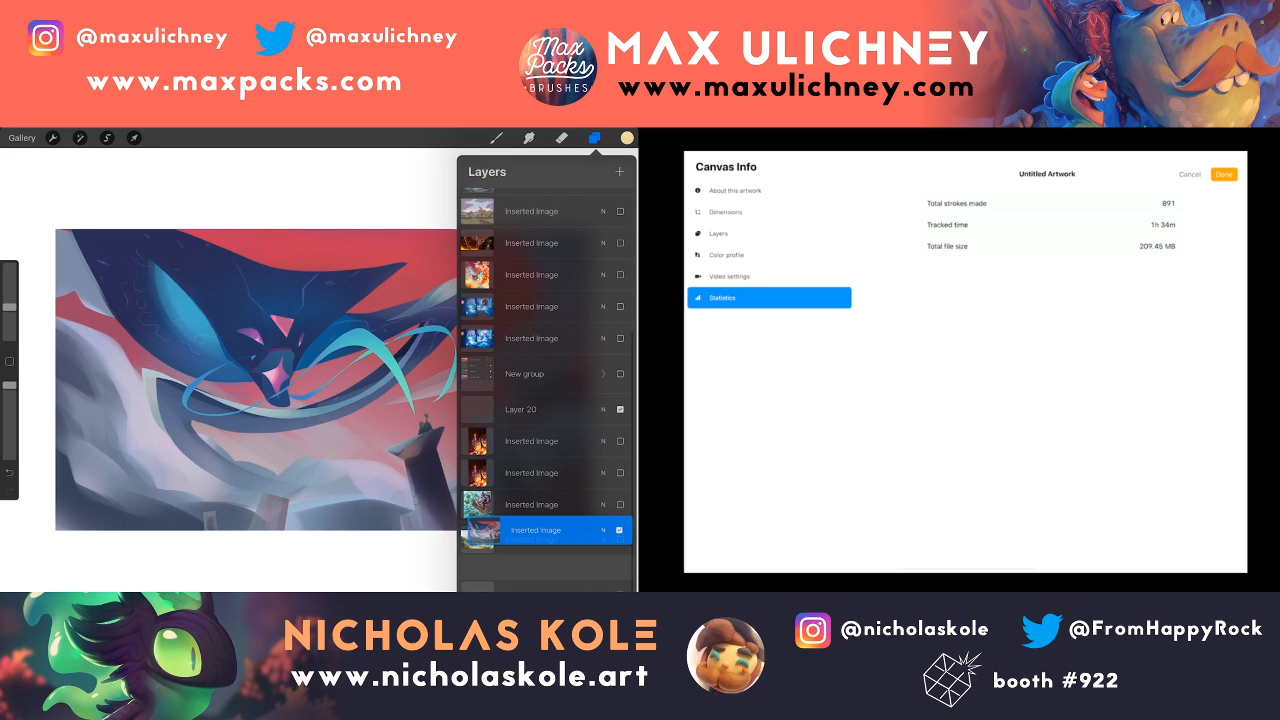 @maxulichney @maxulichney
www.maxpacks.com
Max Packs BRUSHES
MAX ULICHNEY
www.maxulichney.com
Gallery
Layers
Inserted Image N
Inserted Image N
Inserted Image N
Inserted Image N
Inserted Image N
New group
Layer 20 N
Inserted Image N
Inserted Image N
Inserted Image N
Inserted Image N
Inserted Image
Canvas Info
Untitled Artwork
Cancel Done
About this artwork
Dimensions
Layers
Color profile
Video settings
Statistics
Total strokes made 891
Tracked time 1h 34m
Total file size 209.45 MB
NICHOLAS KOLE
www.nicholaskole.art
@nicholaskole @FromHappyRock
booth #922